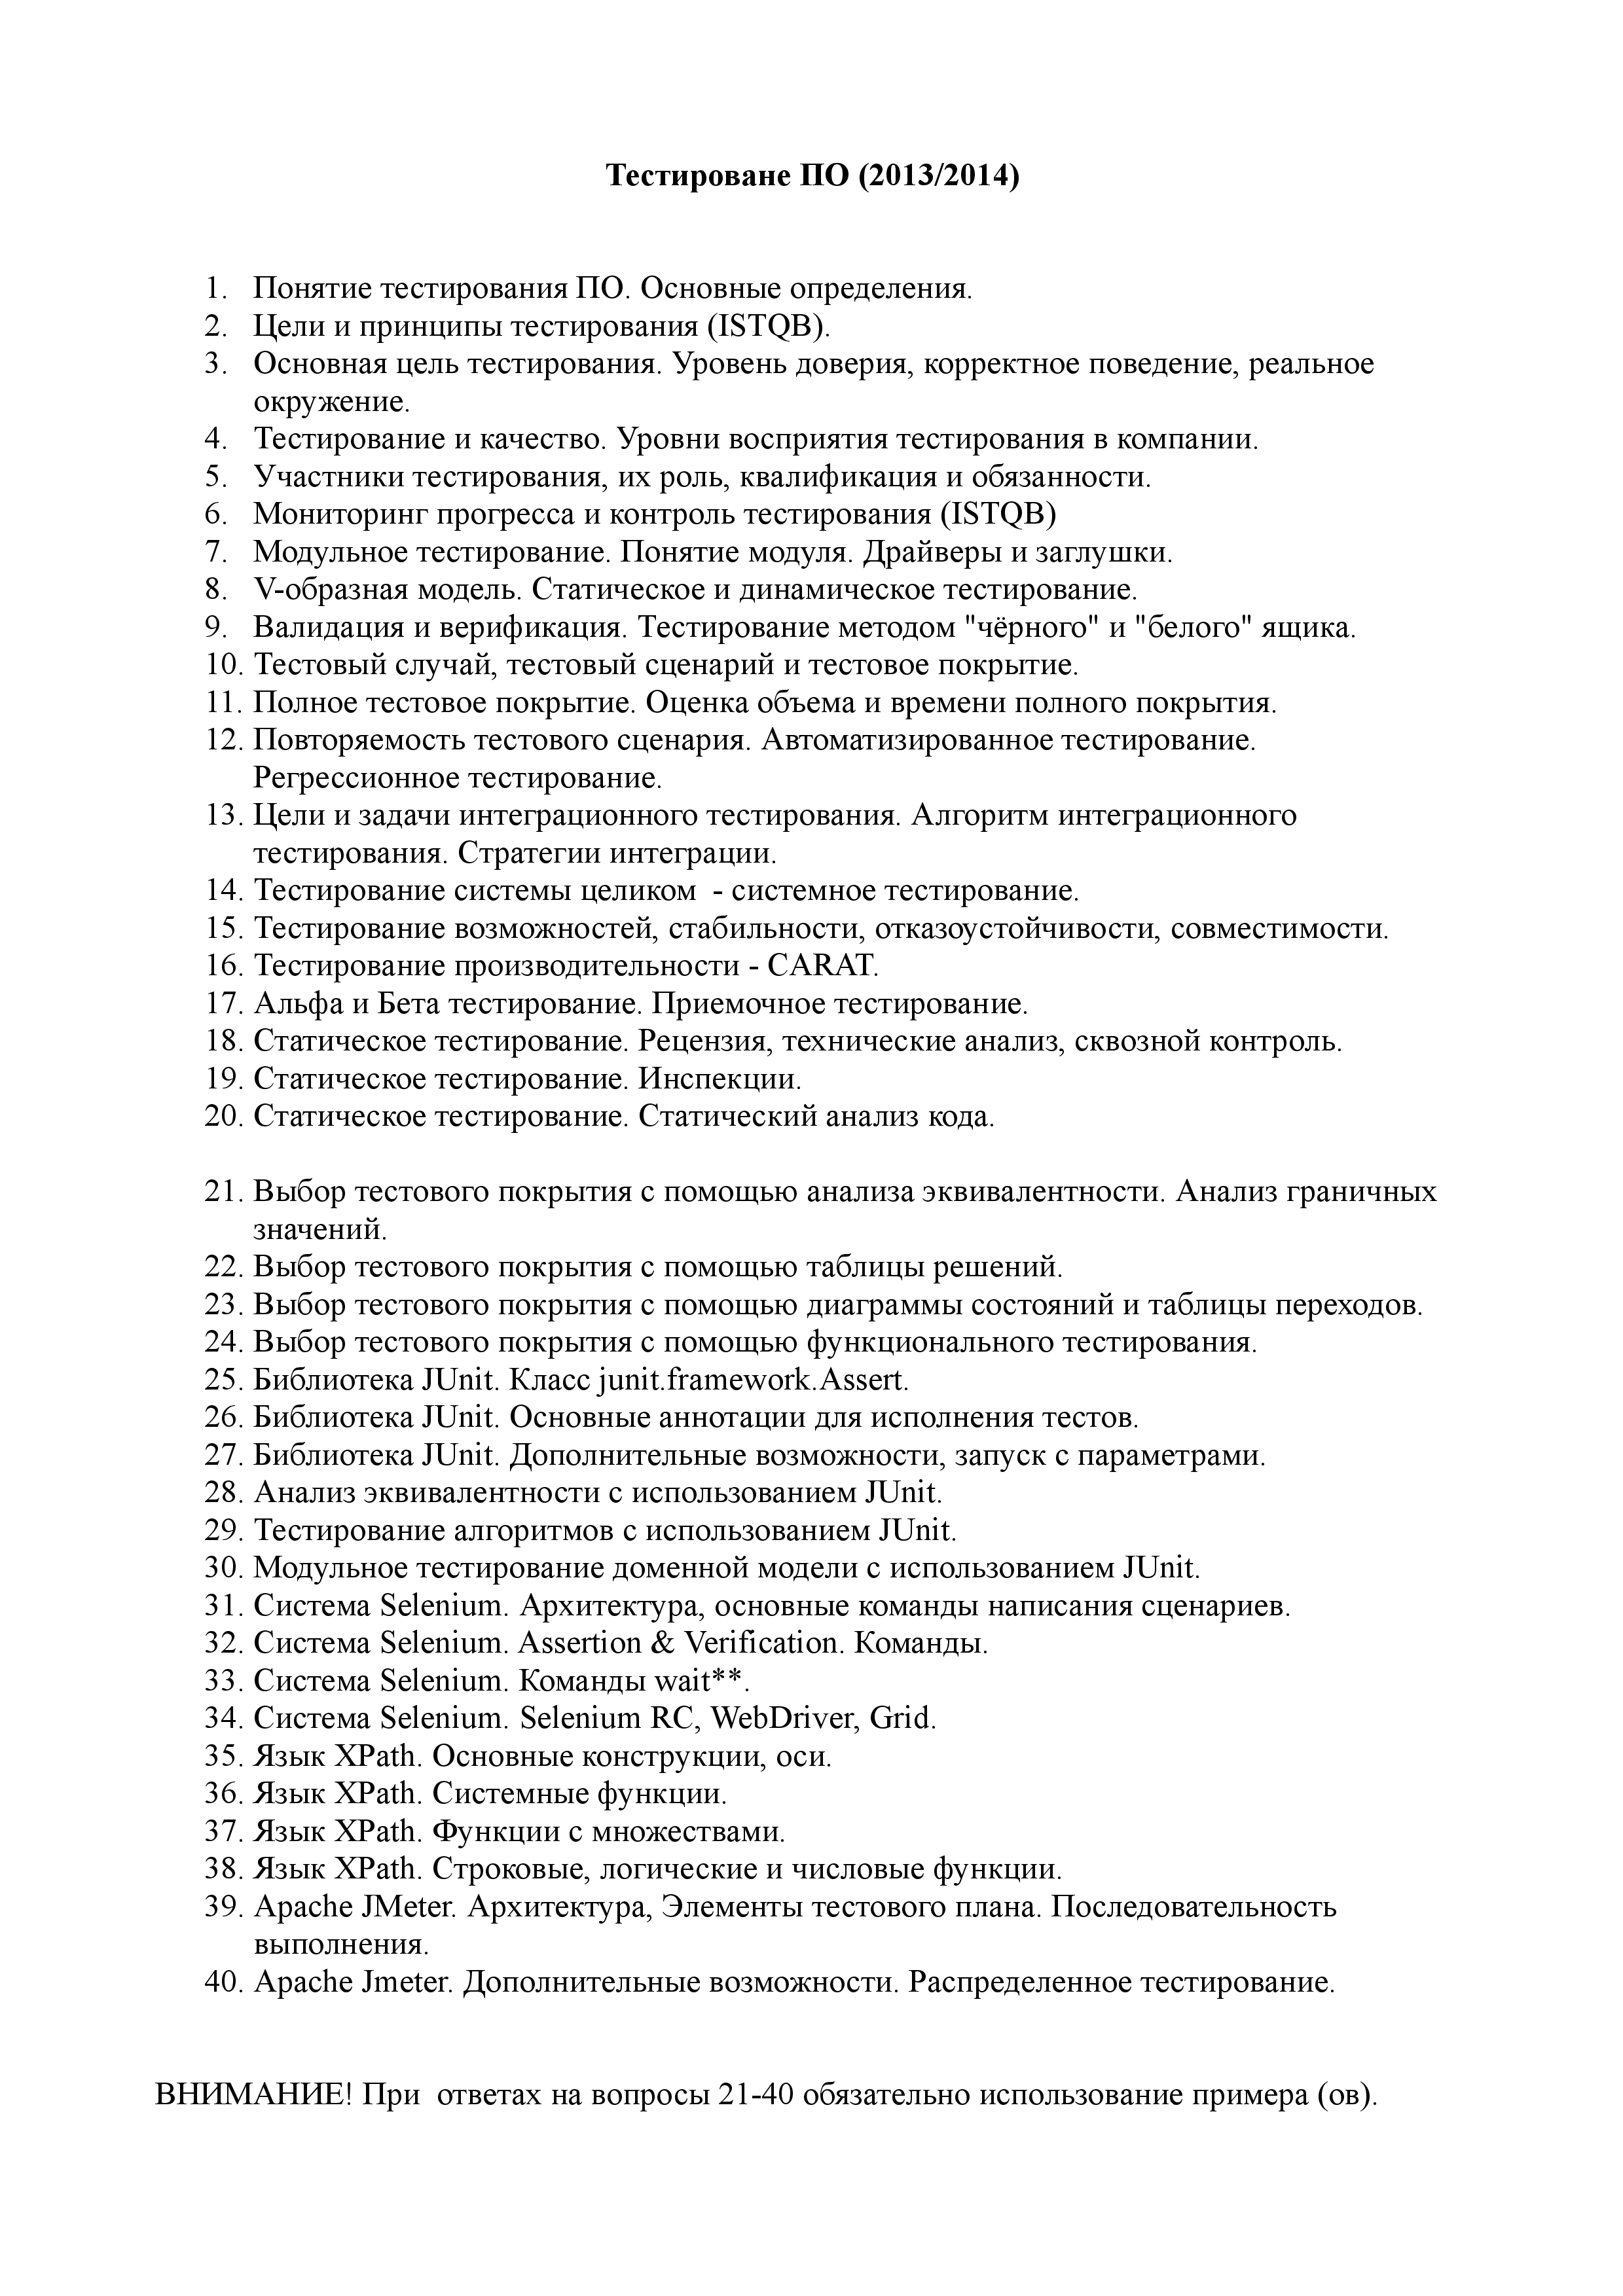 Тестироване ПО (2013/2014)
1. Понятие тестирования ПО. Основные определения.
2. Цели и принципы тестирования (ISTQB).
3. Основная цель тестирования. Уровень доверия, корректное поведение, реальное
окружение.
4. Тестирование и качество. Уровни восприятия тестирования в компании.
5. Участники тестирования, их роль, квалификация и обязанности.
6. Мониторинг прогресса и контроль тестирования (ISTQB)
7. Модульное тестирование. Понятие модуля. Драйверы и заглушки.
8. V-образная модель. Статическое и динамическое тестирование.
9. Валидация и верификация. Тестирование методом "чёрного" и "белого" ящика.
10. Тестовый случай, тестовый сценарий и тестовое покрытие.
11. Полное тестовое покрытие. Оценка объема и времени полного покрытия.
12. Повторяемость тестового сценария. Автоматизированное тестирование.
Регрессионное тестирование.
13. Цели и задачи интеграционного тестирования. Алгоритм интеграционного
тестирования. Стратегии интеграции.
14. Тестирование системы целиком  - системное тестирование.
15. Тестирование возможностей, стабильности, отказоустойчивости, совместимости.
16. Тестирование производительности - CARAT.
17. Альфа и Бета тестирование. Приемочное тестирование.
18. Статическое тестирование. Рецензия, технические анализ, сквозной контроль.
19. Статическое тестирование. Инспекции.
20. Статическое тестирование. Статический анализ кода.
21. Выбор тестового покрытия с помощью анализа эквивалентности. Анализ граничных
значений.
22. Выбор тестового покрытия с помощью таблицы решений.
23. Выбор тестового покрытия с помощью диаграммы состояний и таблицы переходов.
24. Выбор тестового покрытия с помощью функционального тестирования.
25. Библиотека JUnit. Класс junit.framework.Assert.
26. Библиотека JUnit. Основные аннотации для исполнения тестов.
27. Библиотека JUnit. Дополнительные возможности, запуск с параметрами.
28. Анализ эквивалентности с использованием JUnit.
29. Тестирование алгоритмов с использованием JUnit.
30. Модульное тестирование доменной модели с использованием JUnit.
31. Система Selenium. Архитектура, основные команды написания сценариев.
32. Система Selenium. Assertion & Verification. Команды.
33. Система Selenium. Команды wait**.
34. Система Selenium. Selenium RC, WebDriver, Grid.
35. Язык XPath. Основные конструкции, оси.
36. Язык XPath. Системные функции.
37. Язык XPath. Функции с множествами.
38. Язык XPath. Строковые, логические и числовые функции.
39. Apache JMeter. Архитектура, Элементы тестового плана. Последовательность
выполнения.
40. Apache Jmeter. Дополнительные возможности. Распределенное тестирование.
ВНИМАНИЕ! При  ответах на вопросы 21-40 обязательно использование примера (ов).